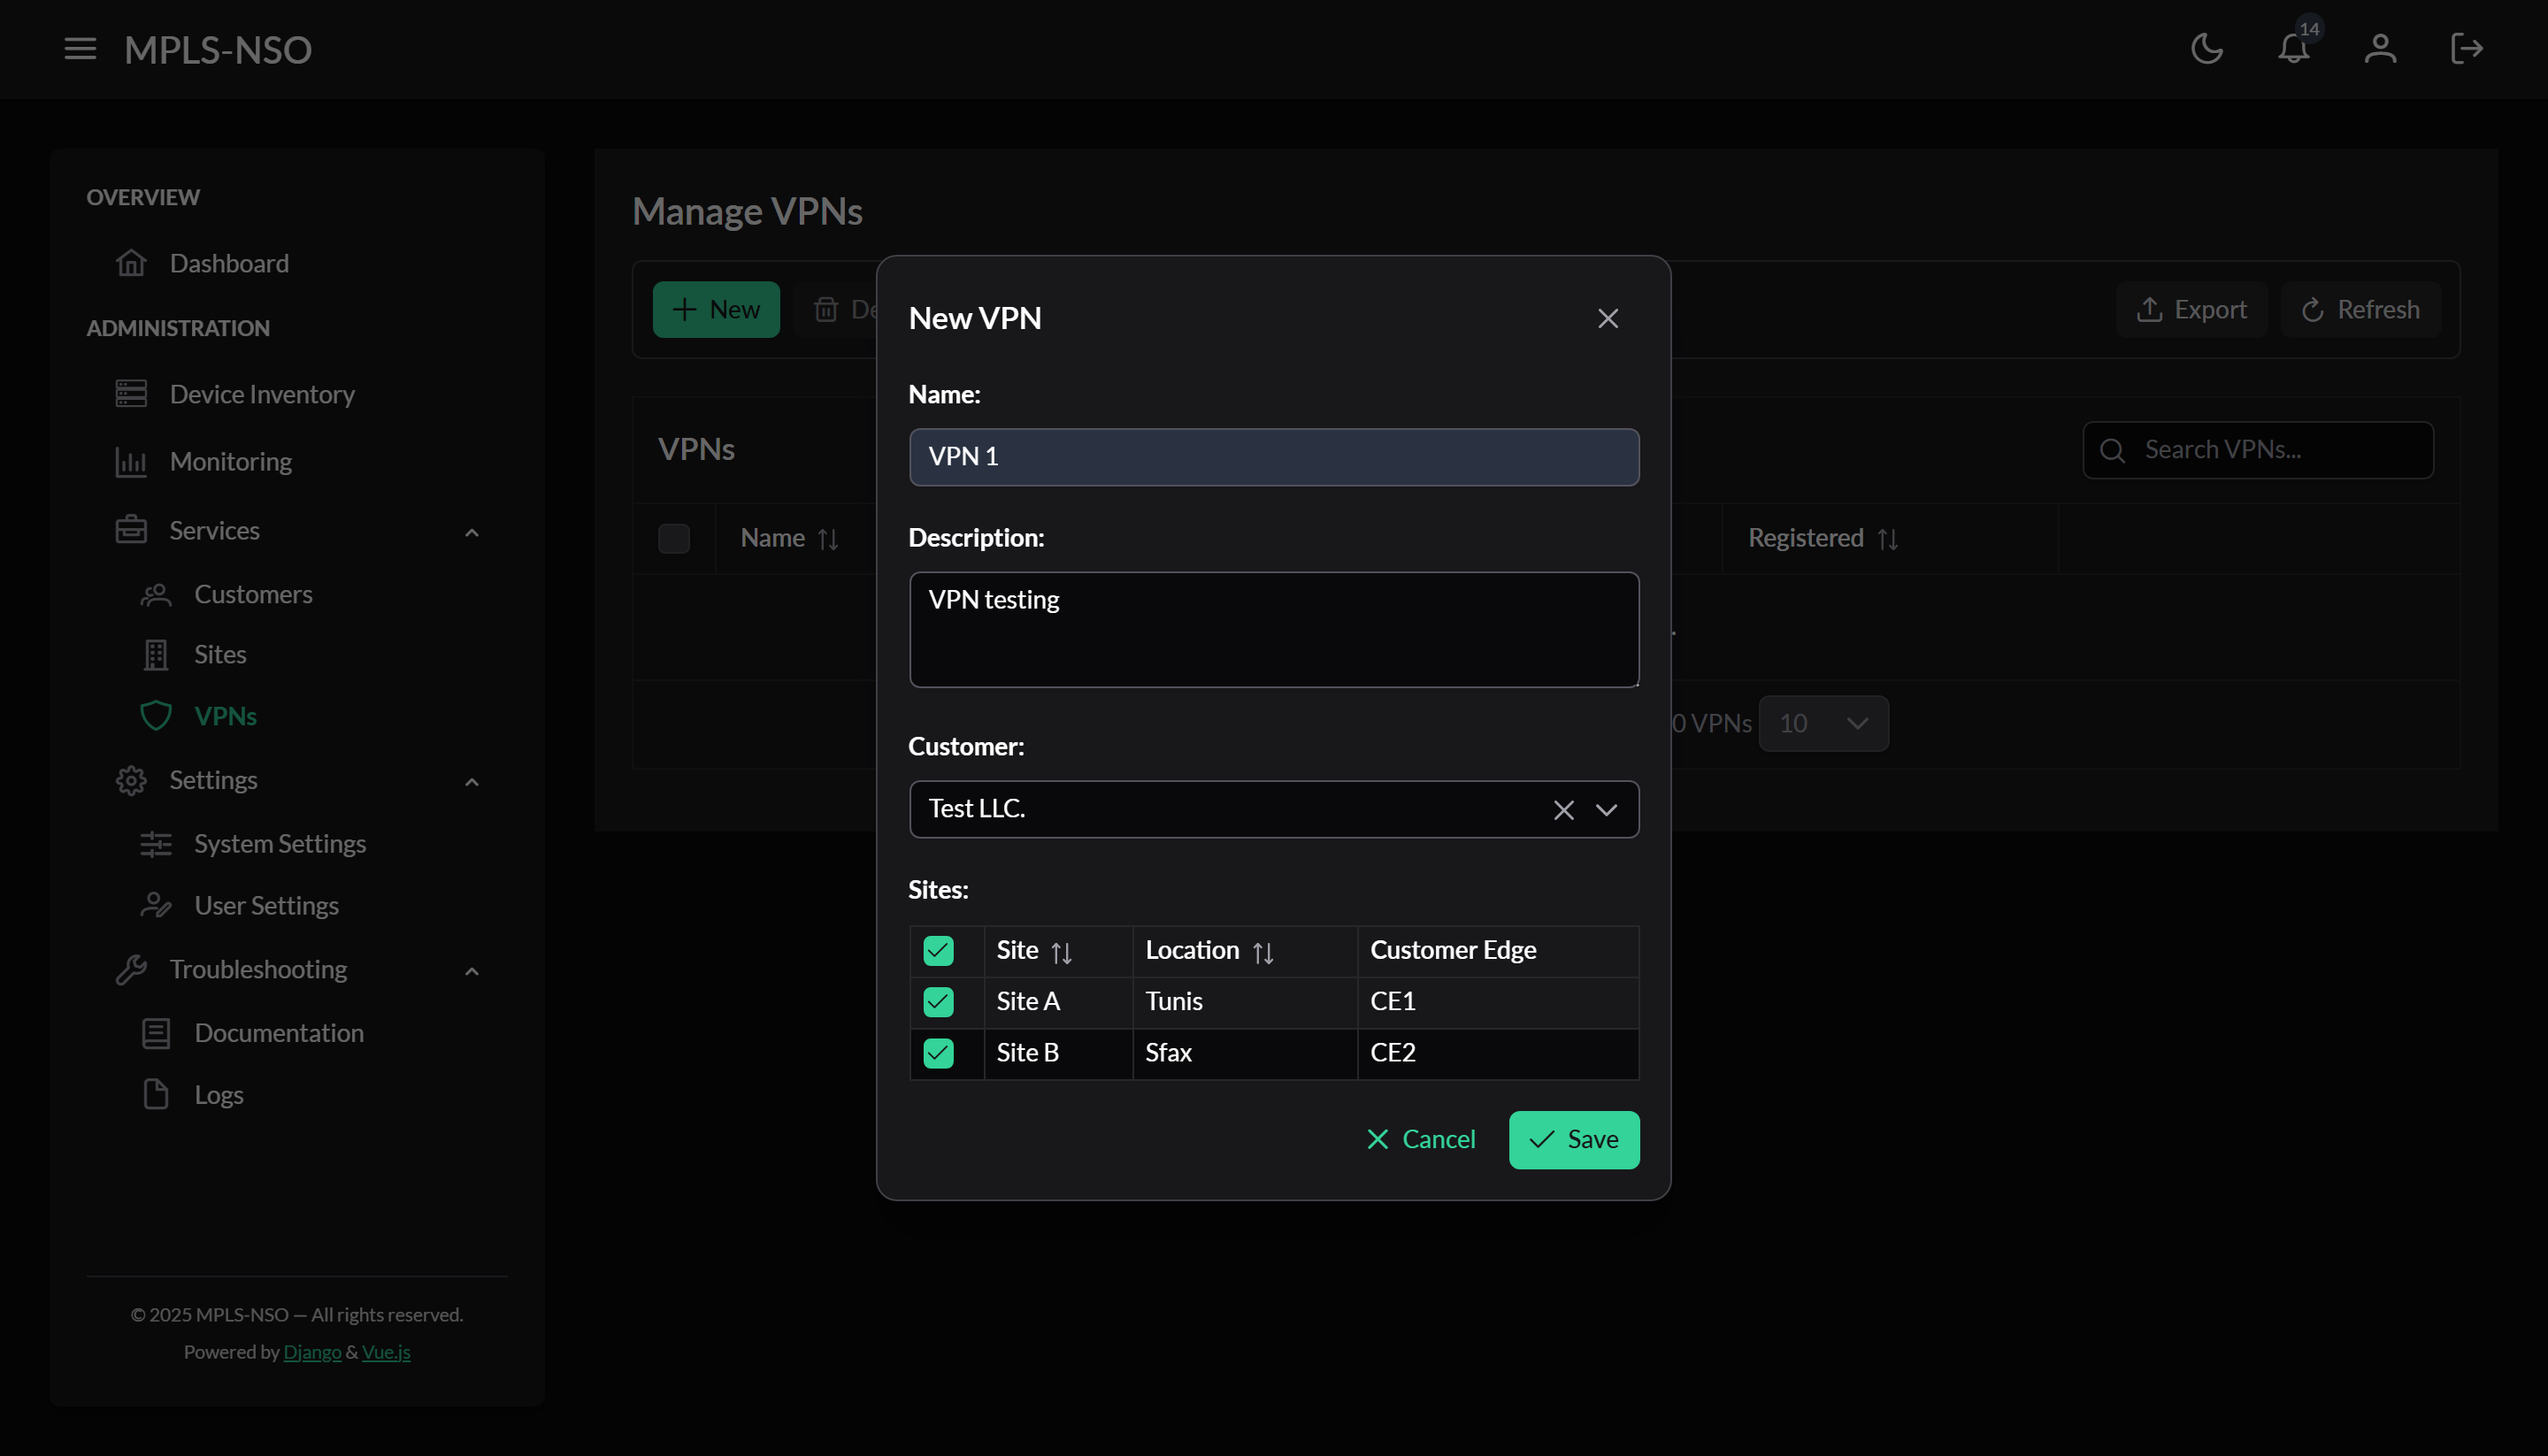 MPLS-NSO
14
OVERVIEW
Dashboard
ADMINISTRATION
Device Inventory
Monitoring
Services
Customers
Sites
VPNs
Settings
System Settings
User Settings
Troubleshooting
Documentation
Logs
© 2025 MPLS-NSO — All rights reserved.
Powered by Django & Vue.js
Manage VPNs
New
Export
Refresh
VPNs
Search VPNs...
Name
Registered
0 VPNs
10
New VPN
Name:
VPN 1
Description:
VPN testing
Customer:
Test LLC.
Sites:
Site Location Customer Edge
Site A Tunis CE1
Site B Sfax CE2
Cancel
Save